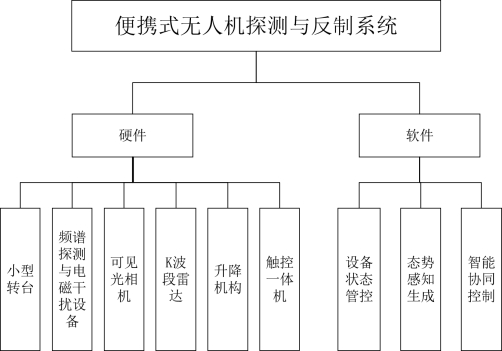 便携式无人机探测与反制系统
硬件
软件
小型
转台
频谱
探测
与电
磁干
扰设
备
可见
光相
机
K波
段雷
达
升降
机构
触控
一体
机
设备
状态
管控
态势
感知
生成
智能
协同
控制